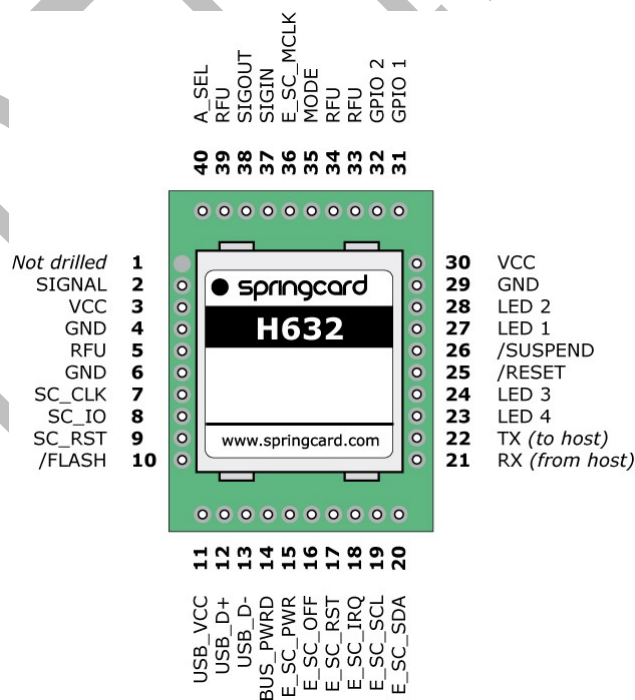 40 A_SEL
39 RFU
38 SIGOUT
37 SIGIN
36 E_SC_MCLK
35 MODE
34 RFU
33 RFU
32 GPIO 2
31 GPIO 1
Not drilled 1
SIGNAL 2
VCC 3
GND 4
RFU 5
GND 6
SC_CLK 7
SC_IO 8
SC_RST 9
/FLASH 10
springcard
H632
www.springcard.com
30 VCC
29 GND
28 LED 2
27 LED 1
26 /SUSPEND
25 /RESET
24 LED 3
23 LED 4
22 TX (to host)
21 RX (from host)
USB_VCC 11
USB_D+ 12
USB_D- 13
BUS_PWRD 14
E_SC_PWR 15
E_SC_OFF 16
E_SC_RST 17
E_SC_IRQ 18
E_SC_SCL 19
E_SC_SDA 20